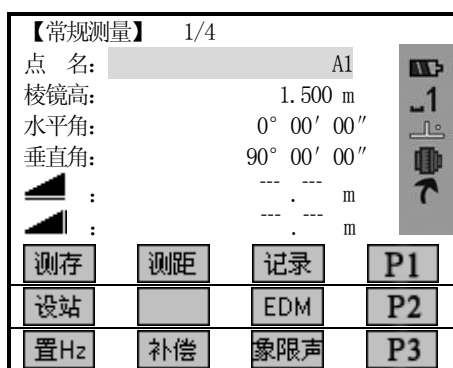 【常规测量】 1/4
点 名: A1
棱镜高: 1.500 m
水平角: 0° 00′ 00″
垂直角: 90° 00′ 00″
: ---.--- m
: ---.--- m
1
测存 测距 记录 P1
设站 EDM P2
置Hz 补偿 象限声 P3